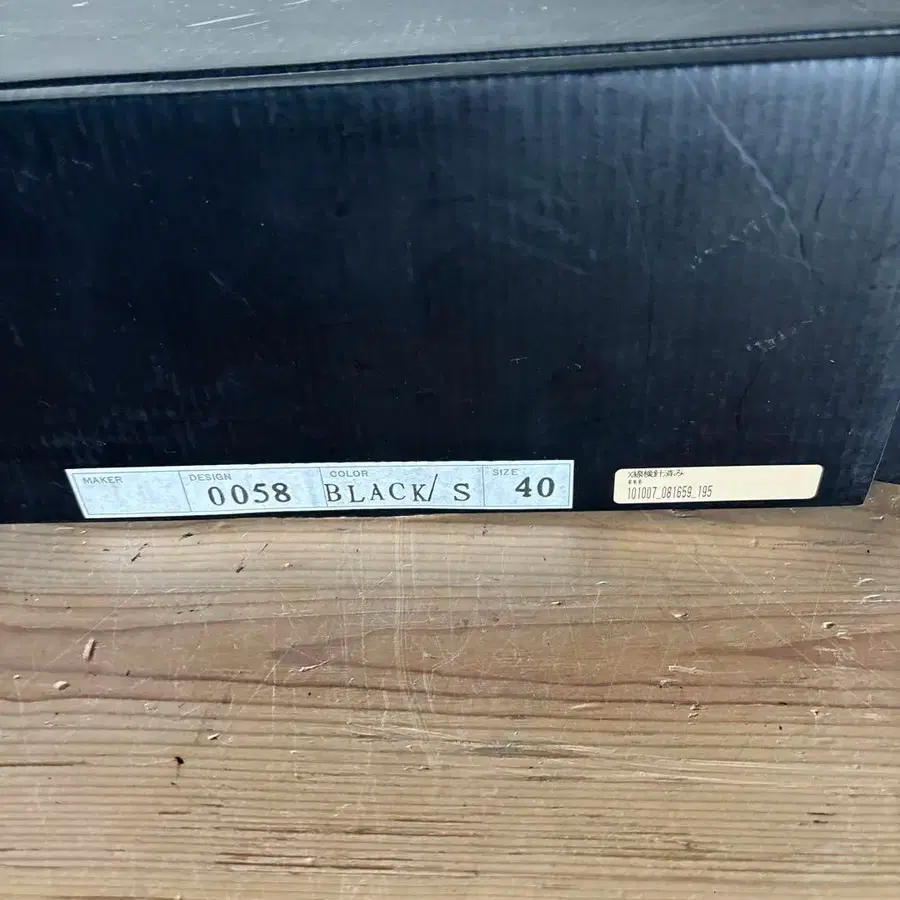 MAKER
DESIGN
0058
COLOR
BLACK/ S
SIZE
40
X線検針済み
***
101007_081659_195